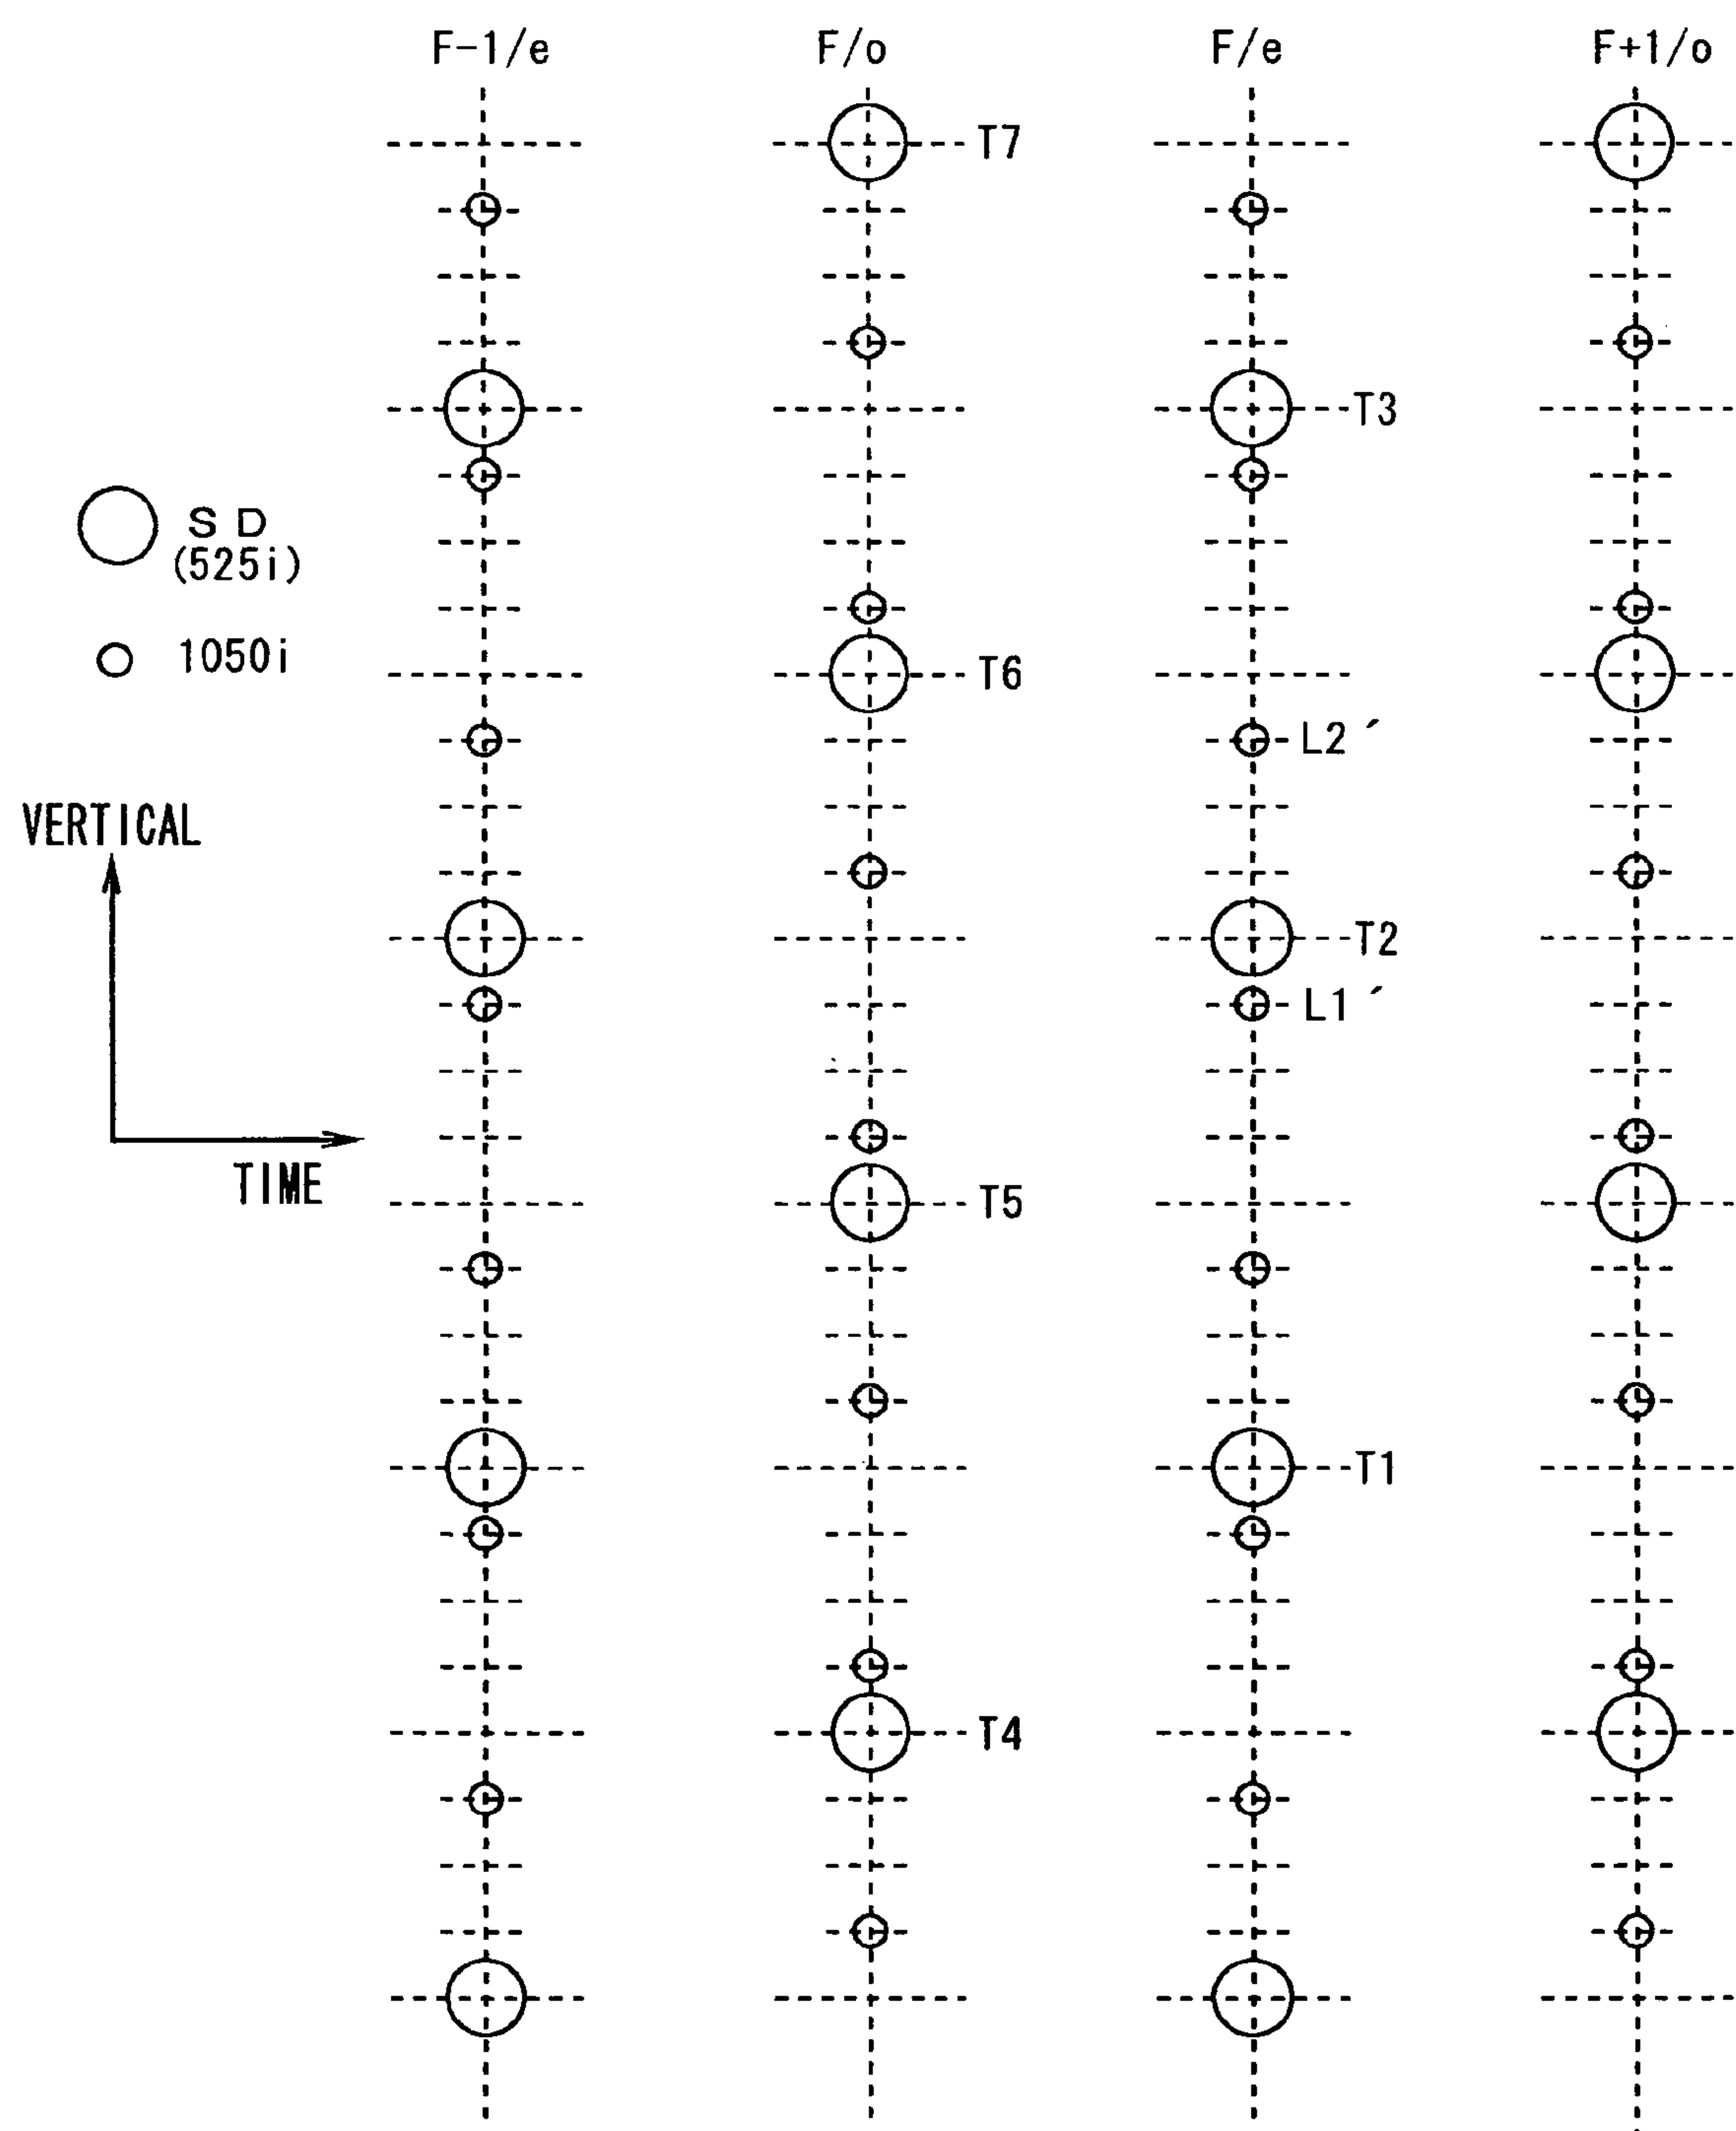 F-1/e F/o F/e F+1/o
T7
T3
SD
(525i)
1050i
T6
L2´
VERTICAL
T2
L1´
TIME
T5
T1
T4